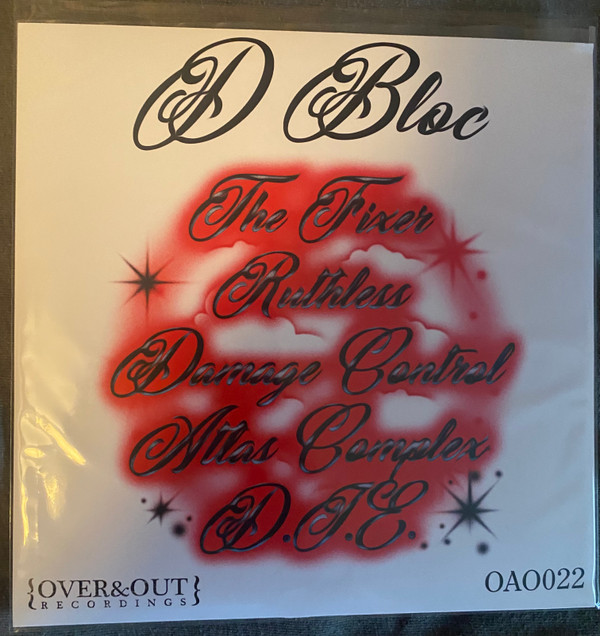 D Bloc
The Fixer
Ruthless
Damage Control
Atlas Complex
D.T.E.
{OVER&OUT}
RECORDINGS
OAO022